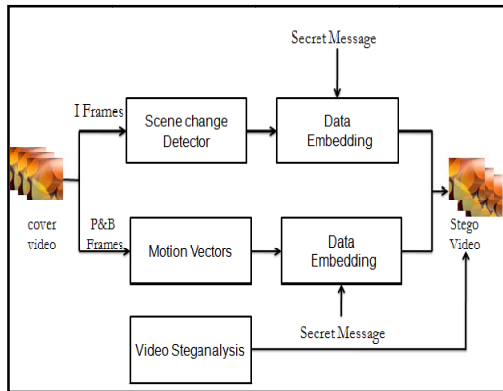 Secret Message
I Frames
Scene change
Detector
Data
Embedding
cover
video
P&B
Frames
Motion Vectors
Data
Embedding
Stego
Video
Secret Message
Video Steganalysis